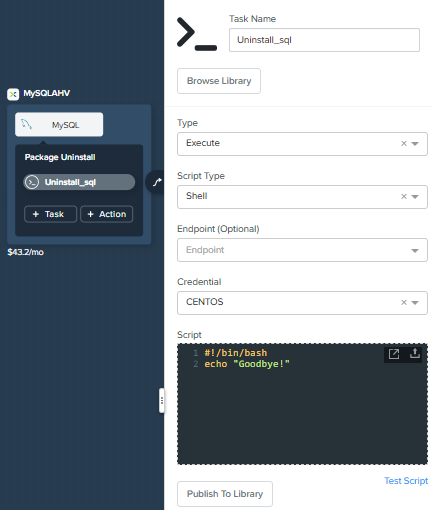 MySQLAHV
MySQL
Package Uninstall
Uninstall_sql
+ Task
+ Action
$43.2/mo
Task Name
Uninstall_sql
Browse Library
Type
Execute
Script Type
Shell
Endpoint (Optional)
Endpoint
Credential
CENTOS
Script
1 #!/bin/bash
2 echo "Goodbye!"
Test Script
Publish To Library